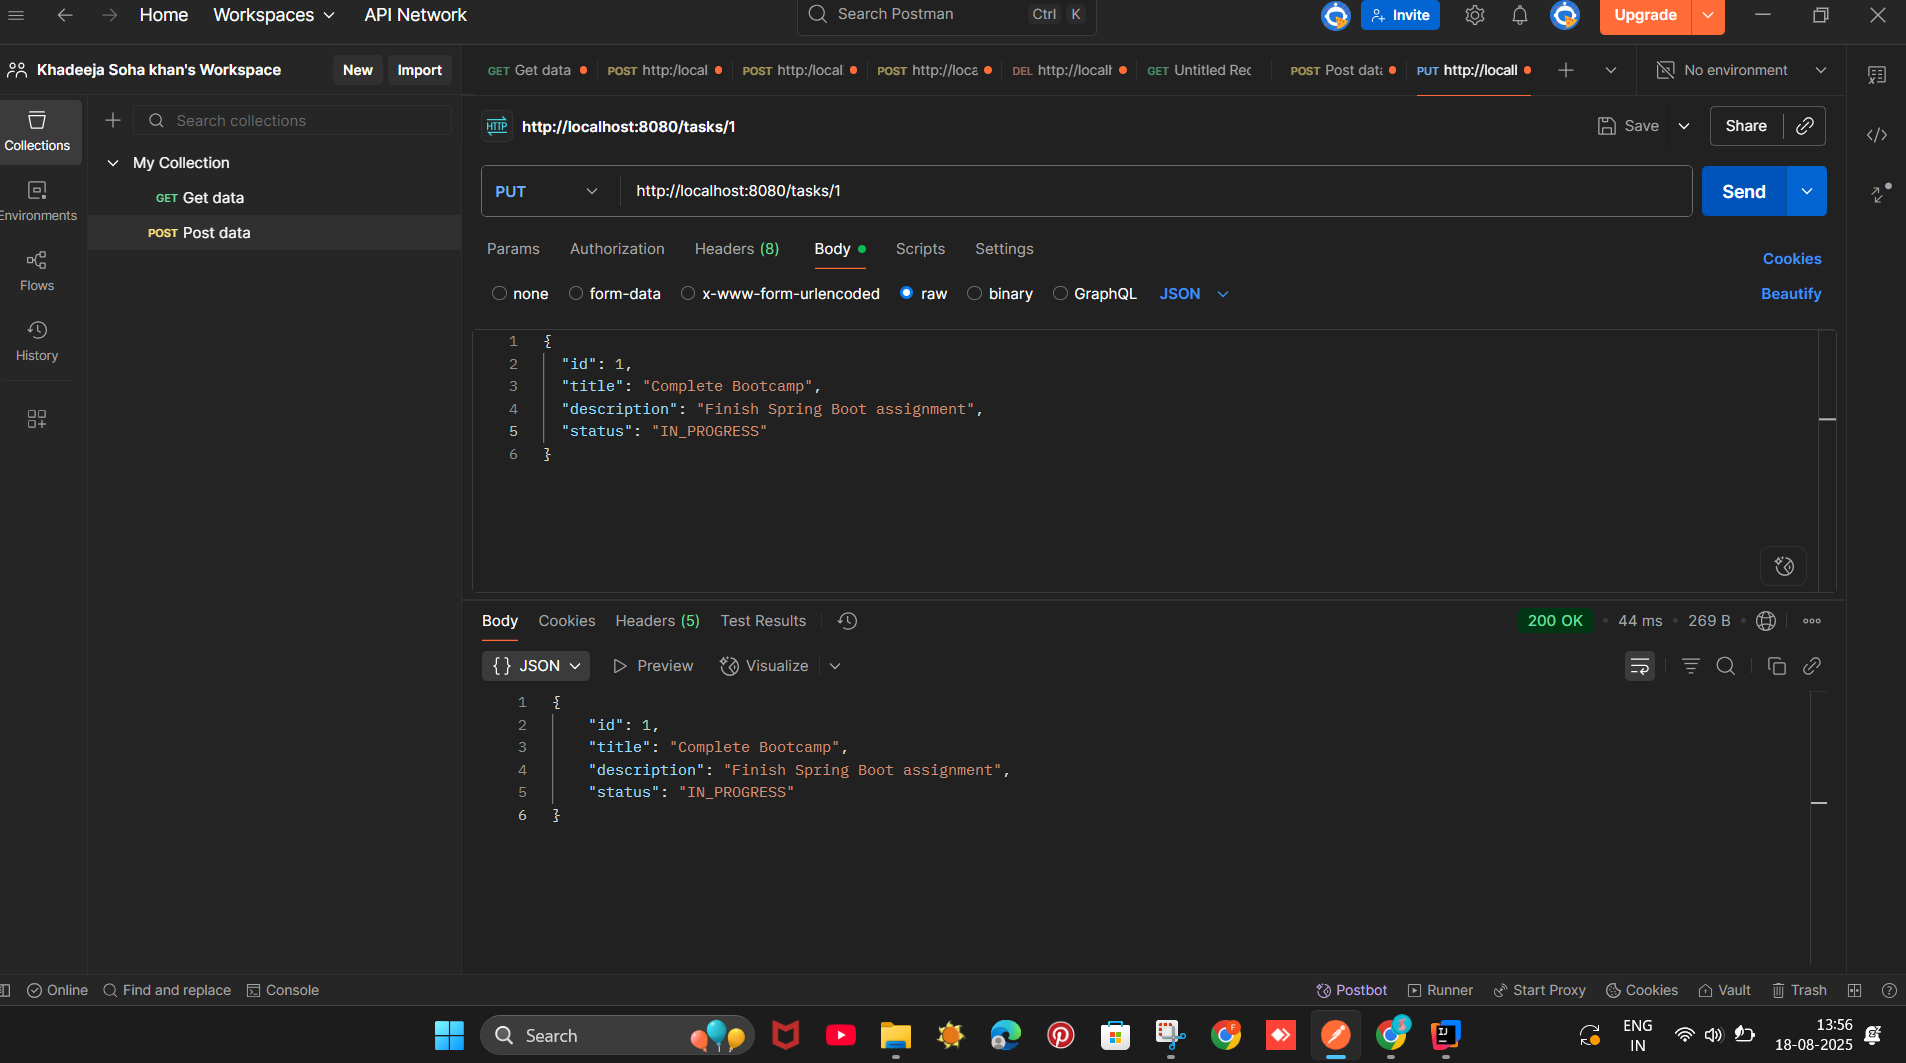 Home Workspaces API Network Search Postman Ctrl K Invite Upgrade
Khadeeja Soha khan's Workspace New Import
GET Get data POST http:/local POST http:/local POST http://loca DEL http://localh GET Untitled Rec POST Post data PUT http://locall No environment
Collections
Environments
Flows
History
Search collections
My Collection
GET Get data
POST Post data
HTTP http://localhost:8080/tasks/1 Save Share
PUT http://localhost:8080/tasks/1 Send
Params Authorization Headers (8) Body Scripts Settings Cookies
none form-data x-www-form-urlencoded raw binary GraphQL JSON Beautify
1 {
2 "id": 1,
3 "title": "Complete Bootcamp",
4 "description": "Finish Spring Boot assignment",
5 "status": "IN_PROGRESS"
6 }
Body Cookies Headers (5) Test Results 200 OK 44 ms 269 B
{} JSON Preview Visualize
1 {
2 "id": 1,
3 "title": "Complete Bootcamp",
4 "description": "Finish Spring Boot assignment",
5 "status": "IN_PROGRESS"
6 }
Online Find and replace Console Postbot Runner Start Proxy Cookies Vault Trash
Search
ENG
IN
13:56
18-08-2025